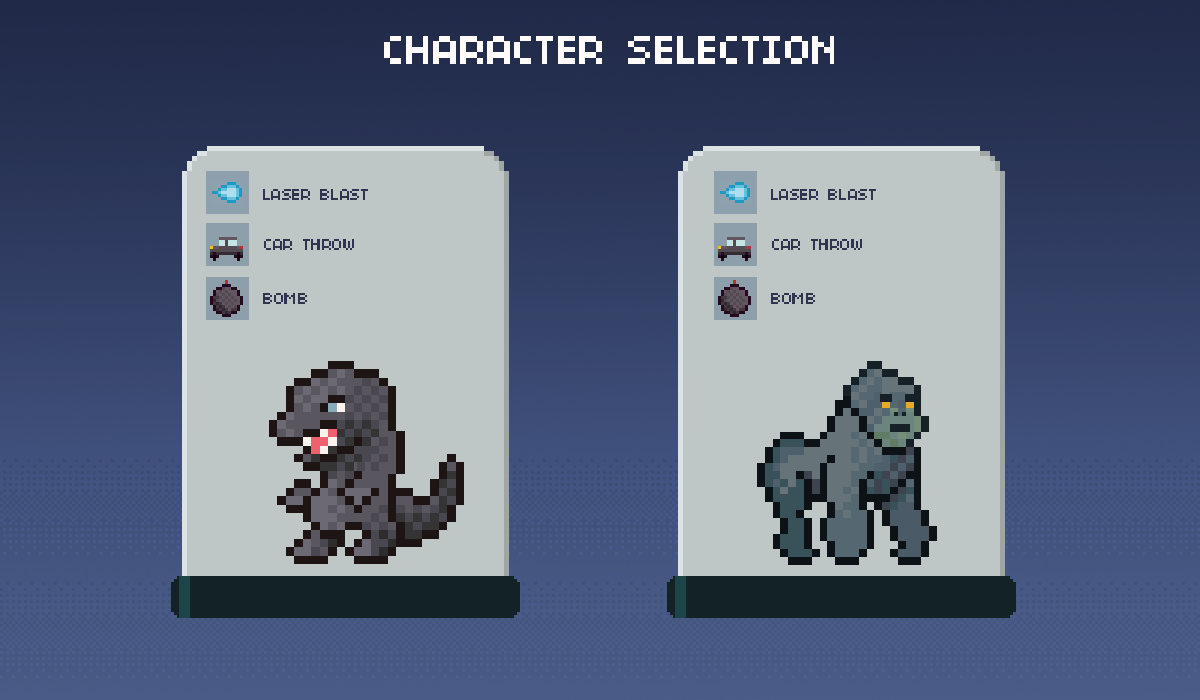 CHARACTER SELECTION
LASER BLAST
CAR THROW
BOMB
LASER BLAST
CAR THROW
BOMB